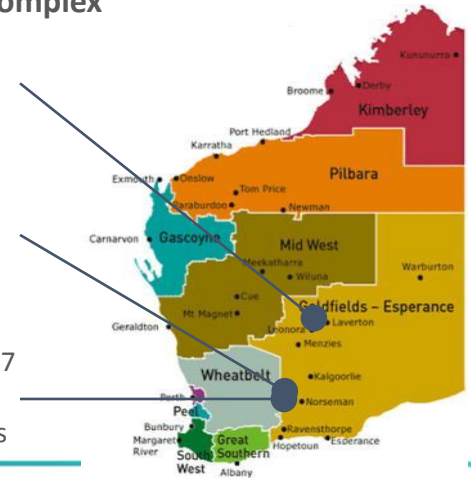 omplex
Kununurra
Broome
Derby
Kimberley
Port Hedland
Karratha
Pilbara
Exmouth
Onslow
Tom Price
Paraburdoo
Newman
Carnarvon
Gascoyne
Mid West
Meekatharra
Wiluna
Warburton
Cue
Goldfields – Esperance
Mt Magnet
Laverton
Geraldton
Leonora
Menzies
7
Wheatbelt
Kalgoorlie
Perth
Norseman
Peel
Bunbury
Ravensthorpe
s
Margaret
River
South
West
Great
Southern
Hopetoun
Esperance
Albany